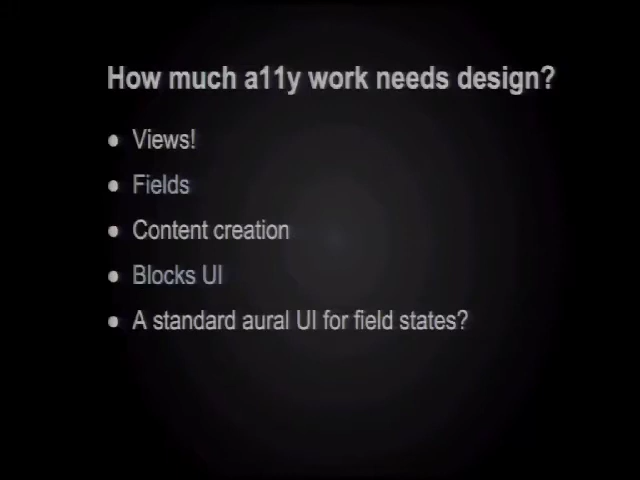 How much a11y work needs design?
● Views!
● Fields
● Content creation
● Blocks UI
● A standard aural UI for field states?